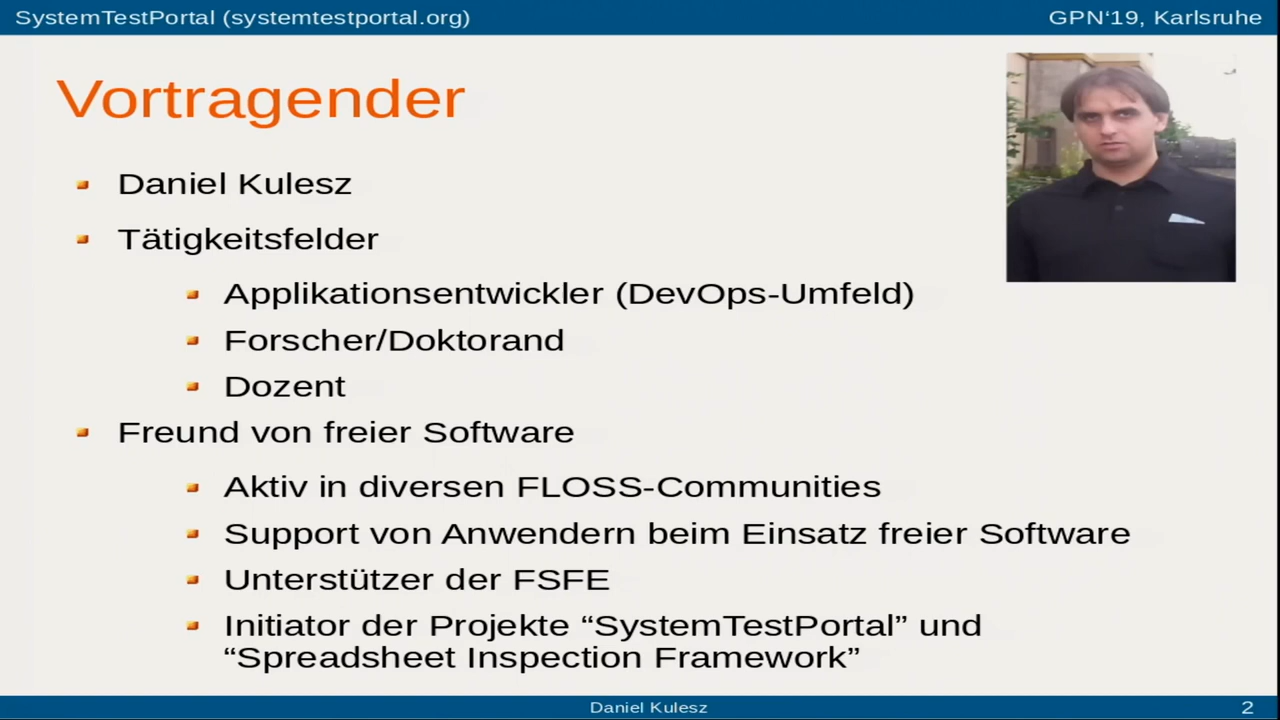 SystemTestPortal (systemtestportal.org)
GPN‘19, Karlsruhe
Vortragender
Daniel Kulesz
Tätigkeitsfelder
Applikationsentwickler (DevOps-Umfeld)
Forscher/Doktorand
Dozent
Freund von freier Software
Aktiv in diversen FLOSS-Communities
Support von Anwendern beim Einsatz freier Software
Unterstützer der FSFE
Initiator der Projekte “SystemTestPortal” und
“Spreadsheet Inspection Framework”
Daniel Kulesz
2